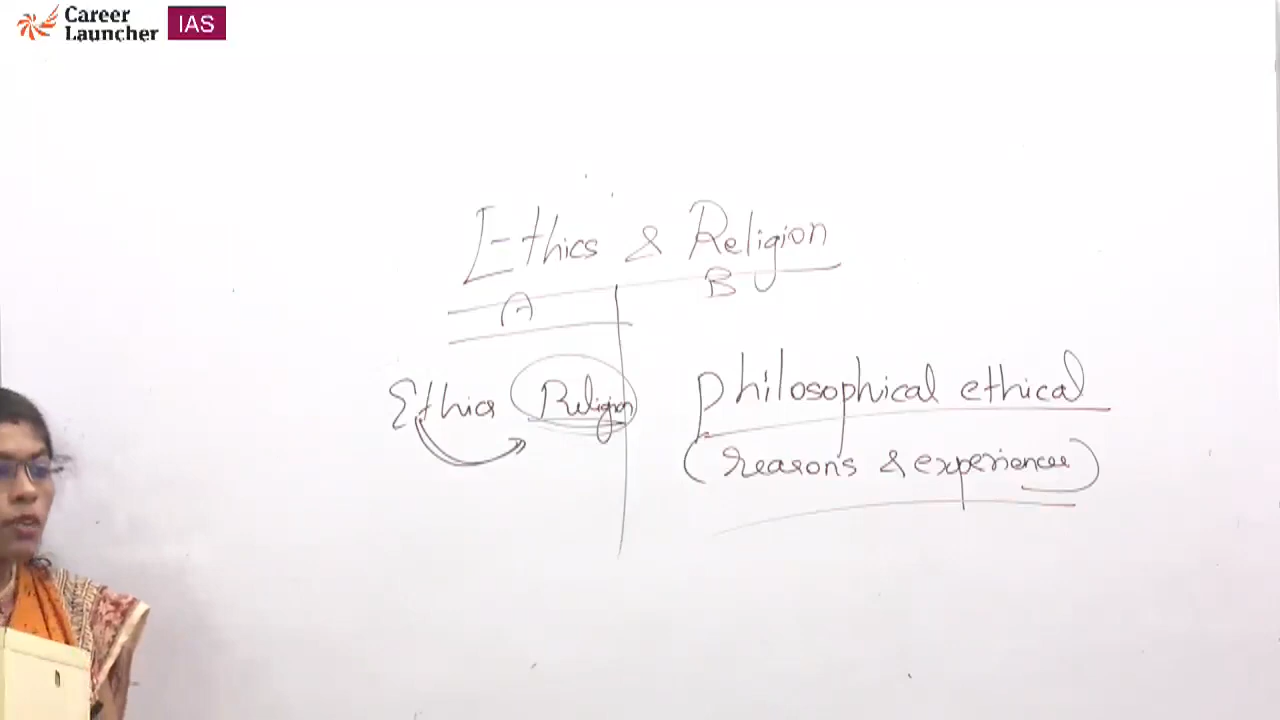 Career
Launcher
IAS
Ethics & Religion
A
B
Ethics Religion
philosophical ethical
(reasons & experiences)